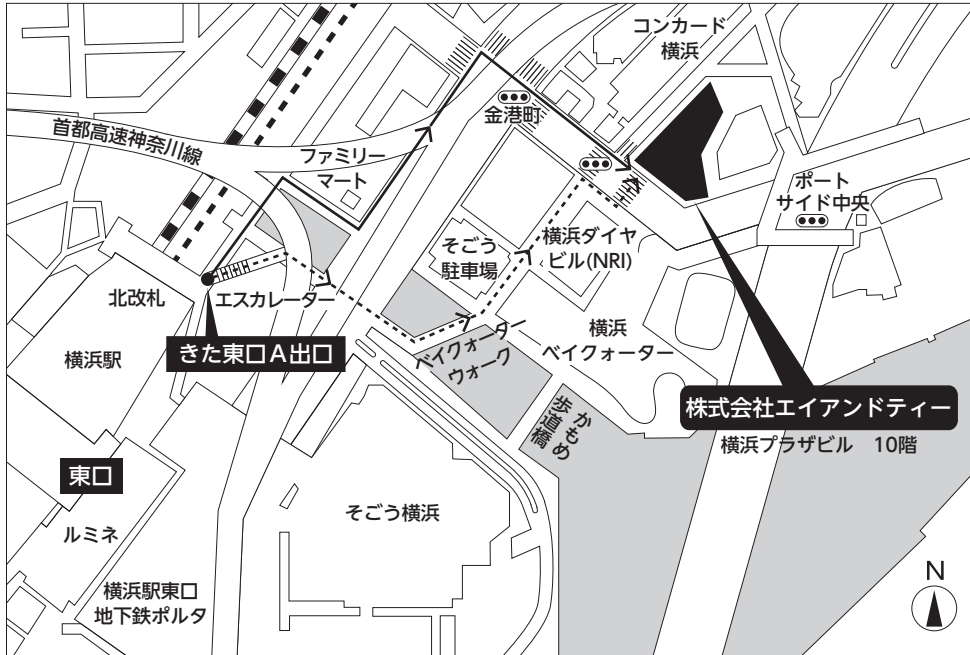 コンカード
横浜
金港町
首都高速神奈川線
ファミリー
マート
ポート
サイド中央
そごう
駐車場
横浜ダイヤ
ビル(NRI)
北改札
エスカレーター
横浜駅
きた東口A出口
ベイクォーター
ウォーク
横浜
ベイクォーター
かもめ
歩道橋
株式会社エイアンドティー
横浜プラザビル 10階
東口
ルミネ
そごう横浜
横浜駅東口
地下鉄ポルタ
N